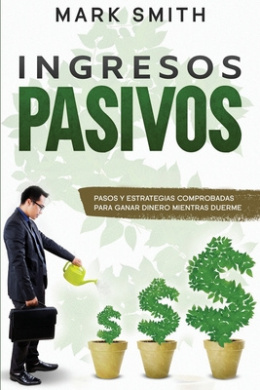 MARK SMITH
INGRESOS
PASIVOS
PASOS Y ESTRATEGIAS COMPROBADAS
PARA GANAR DINERO MIENTRAS DUERME